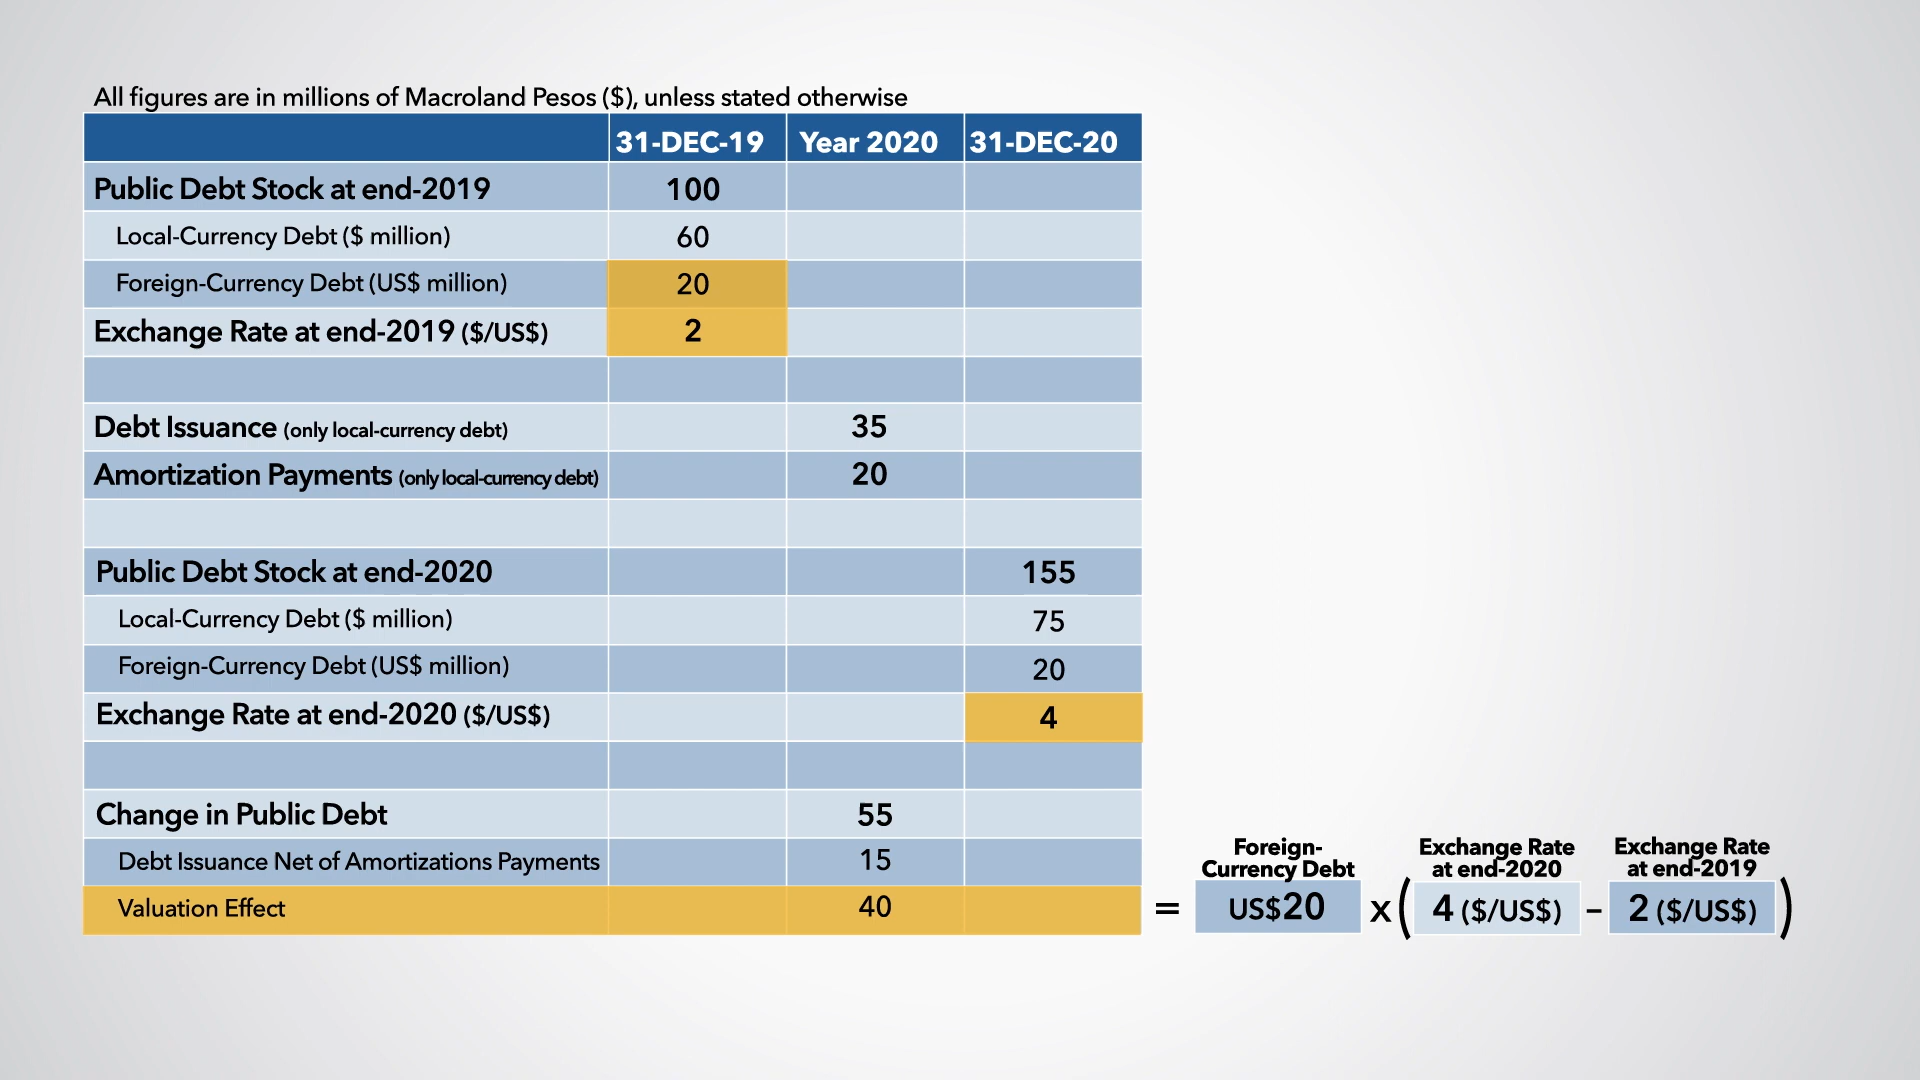 All figures are in millions of Macroland Pesos ($), unless stated otherwise
31-DEC-19 Year 2020 31-DEC-20
Public Debt Stock at end-2019 100
Local-Currency Debt ($ million) 60
Foreign-Currency Debt (US$ million) 20
Exchange Rate at end-2019 ($/US$) 2
Debt Issuance (only local-currency debt) 35
Amortization Payments (only local-currency debt) 20
Public Debt Stock at end-2020 155
Local-Currency Debt ($ million) 75
Foreign-Currency Debt (US$ million) 20
Exchange Rate at end-2020 ($/US$) 4
Change in Public Debt 55
Debt Issuance Net of Amortizations Payments 15
Valuation Effect 40
Foreign-
Currency Debt
Exchange Rate
at end-2020
Exchange Rate
at end-2019
= US$20 x ( 4 ($/US$) – 2 ($/US$) )